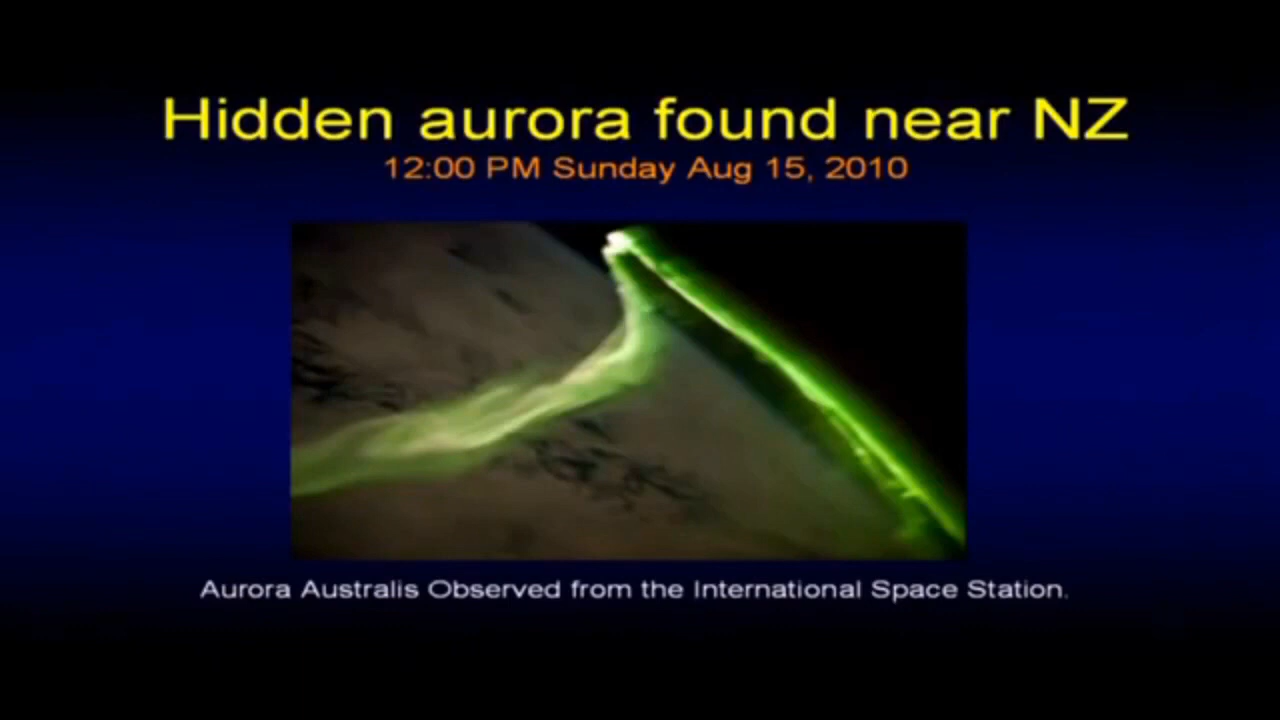 Hidden aurora found near NZ
12:00 PM Sunday Aug 15, 2010
Aurora Australis Observed from the International Space Station.